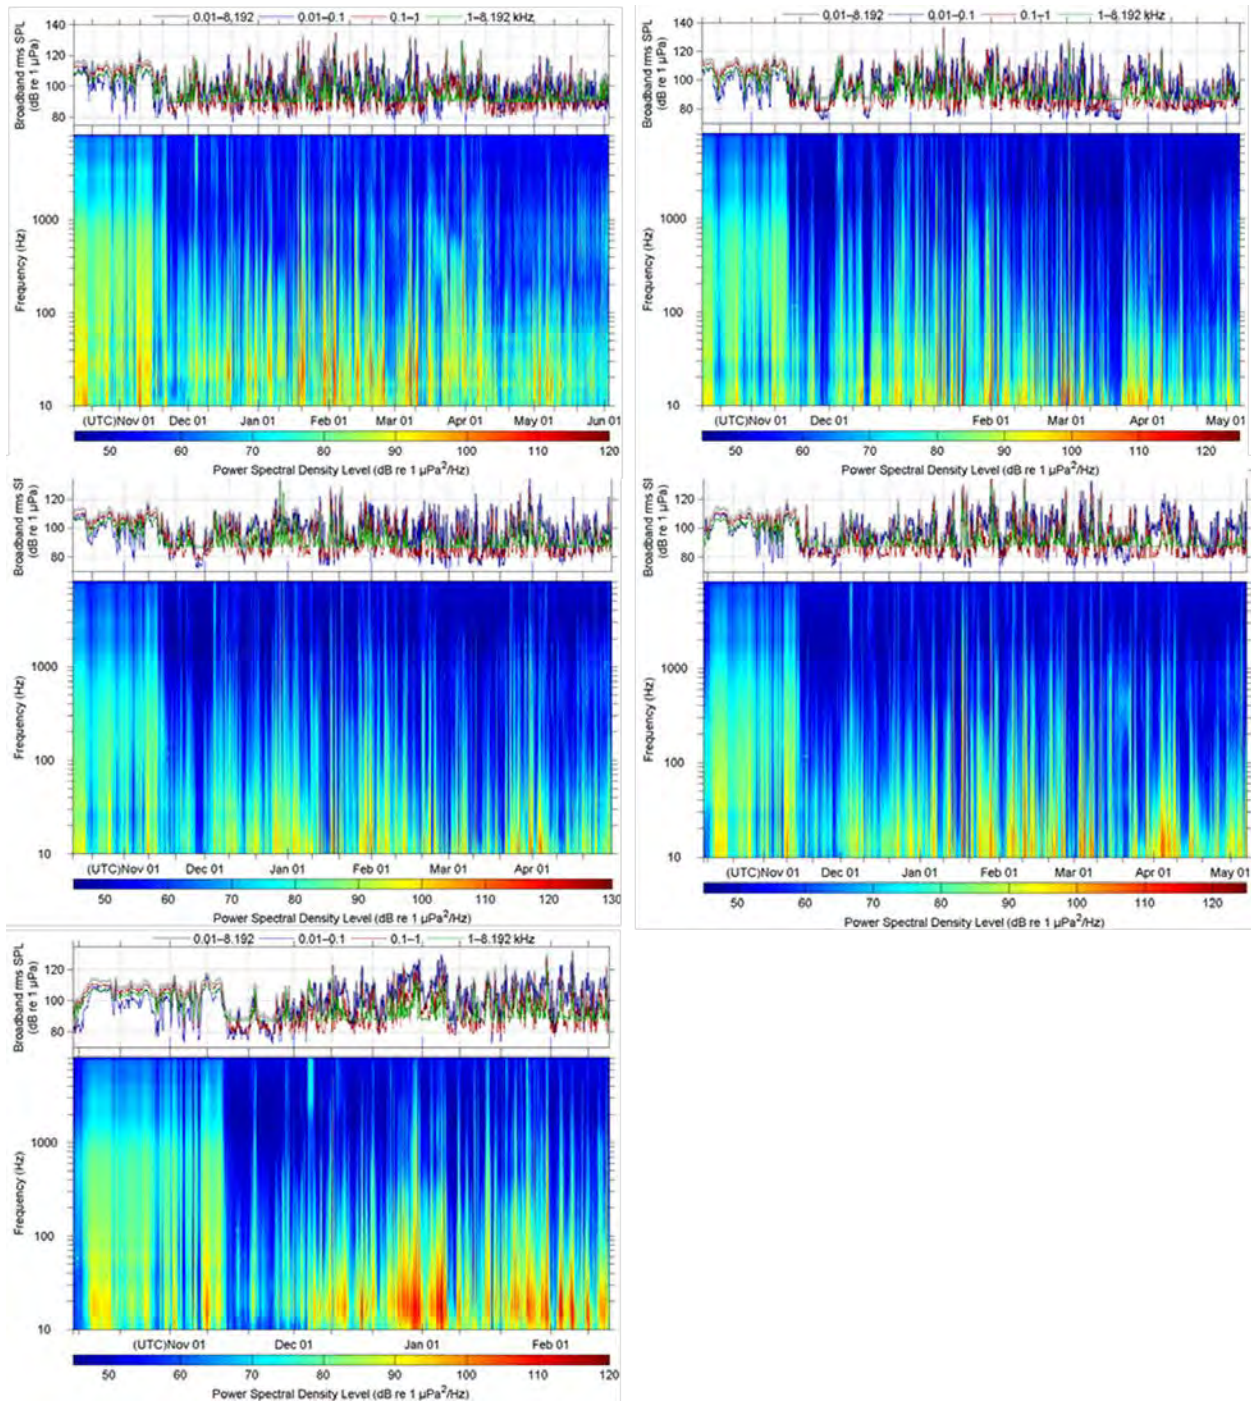 0.01–8.192 0.01–0.1 0.1–1 1–8.192 kHz
Broadband rms SPL
(dB re 1 µPa)
140
120
100
80
Frequency (Hz)
1000
100
10
(UTC)Nov 01 Dec 01 Jan 01 Feb 01 Mar 01 Apr 01 May 01 Jun 01
50 60 70 80 90 100 110 120
Power Spectral Density Level (dB re 1 µPa²/Hz)
0.01–8.192 0.01–0.1 0.1–1 1–8.192 kHz
Broadband rms SPL
(dB re 1 µPa)
140
120
100
80
Frequency (Hz)
1000
100
10
(UTC)Nov 01 Dec 01 Feb 01 Mar 01 Apr 01 May 01
50 60 70 80 90 100 110 120
Power Spectral Density Level (dB re 1 µPa²/Hz)
Broadband rms SI
(dB re 1 µPa)
120
100
80
Frequency (Hz)
1000
100
10
(UTC)Nov 01 Dec 01 Jan 01 Feb 01 Mar 01 Apr 01
50 60 70 80 90 100 110 120 130
Power Spectral Density Level (dB re 1 µPa²/Hz)
Broadband rms SI
(dB re 1 µPa)
120
100
80
Frequency (Hz)
1000
100
10
(UTC)Nov 01 Dec 01 Jan 01 Feb 01 Mar 01 Apr 01 May 01
50 60 70 80 90 100 110 120
Power Spectral Density Level (dB re 1 µPa²/Hz)
0.01–8.192 0.01–0.1 0.1–1 1–8.192 kHz
Broadband rms SPL
(dB re 1 µPa)
120
100
80
Frequency (Hz)
1000
100
10
(UTC)Nov 01 Dec 01 Jan 01 Feb 01
50 60 70 80 90 100 110 120
Power Spectral Density Level (dB re 1 µPa²/Hz)